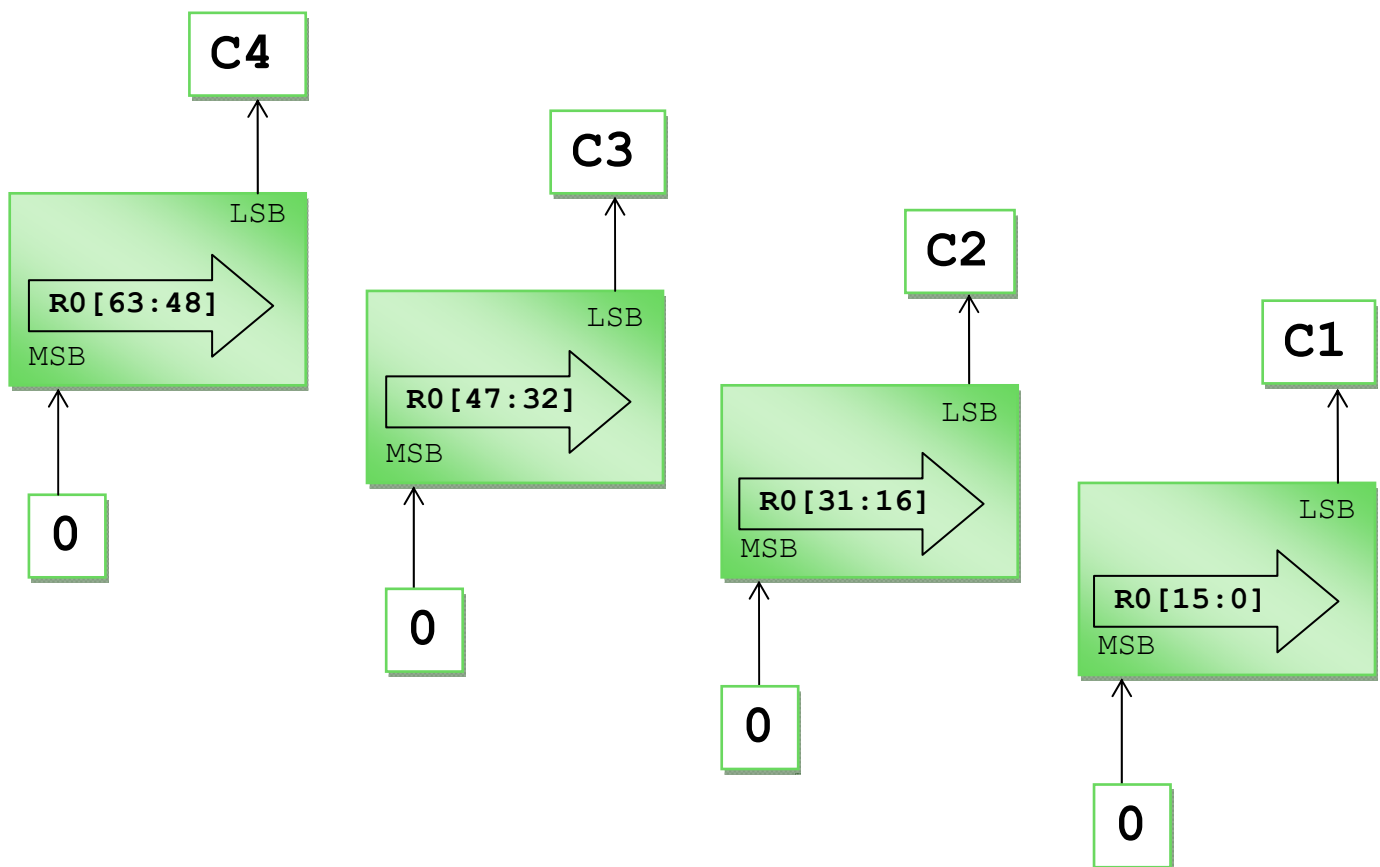 C4
LSB
R0[63:48]
MSB
0
C3
LSB
R0[47:32]
MSB
0
C2
LSB
R0[31:16]
MSB
0
C1
LSB
R0[15:0]
MSB
0